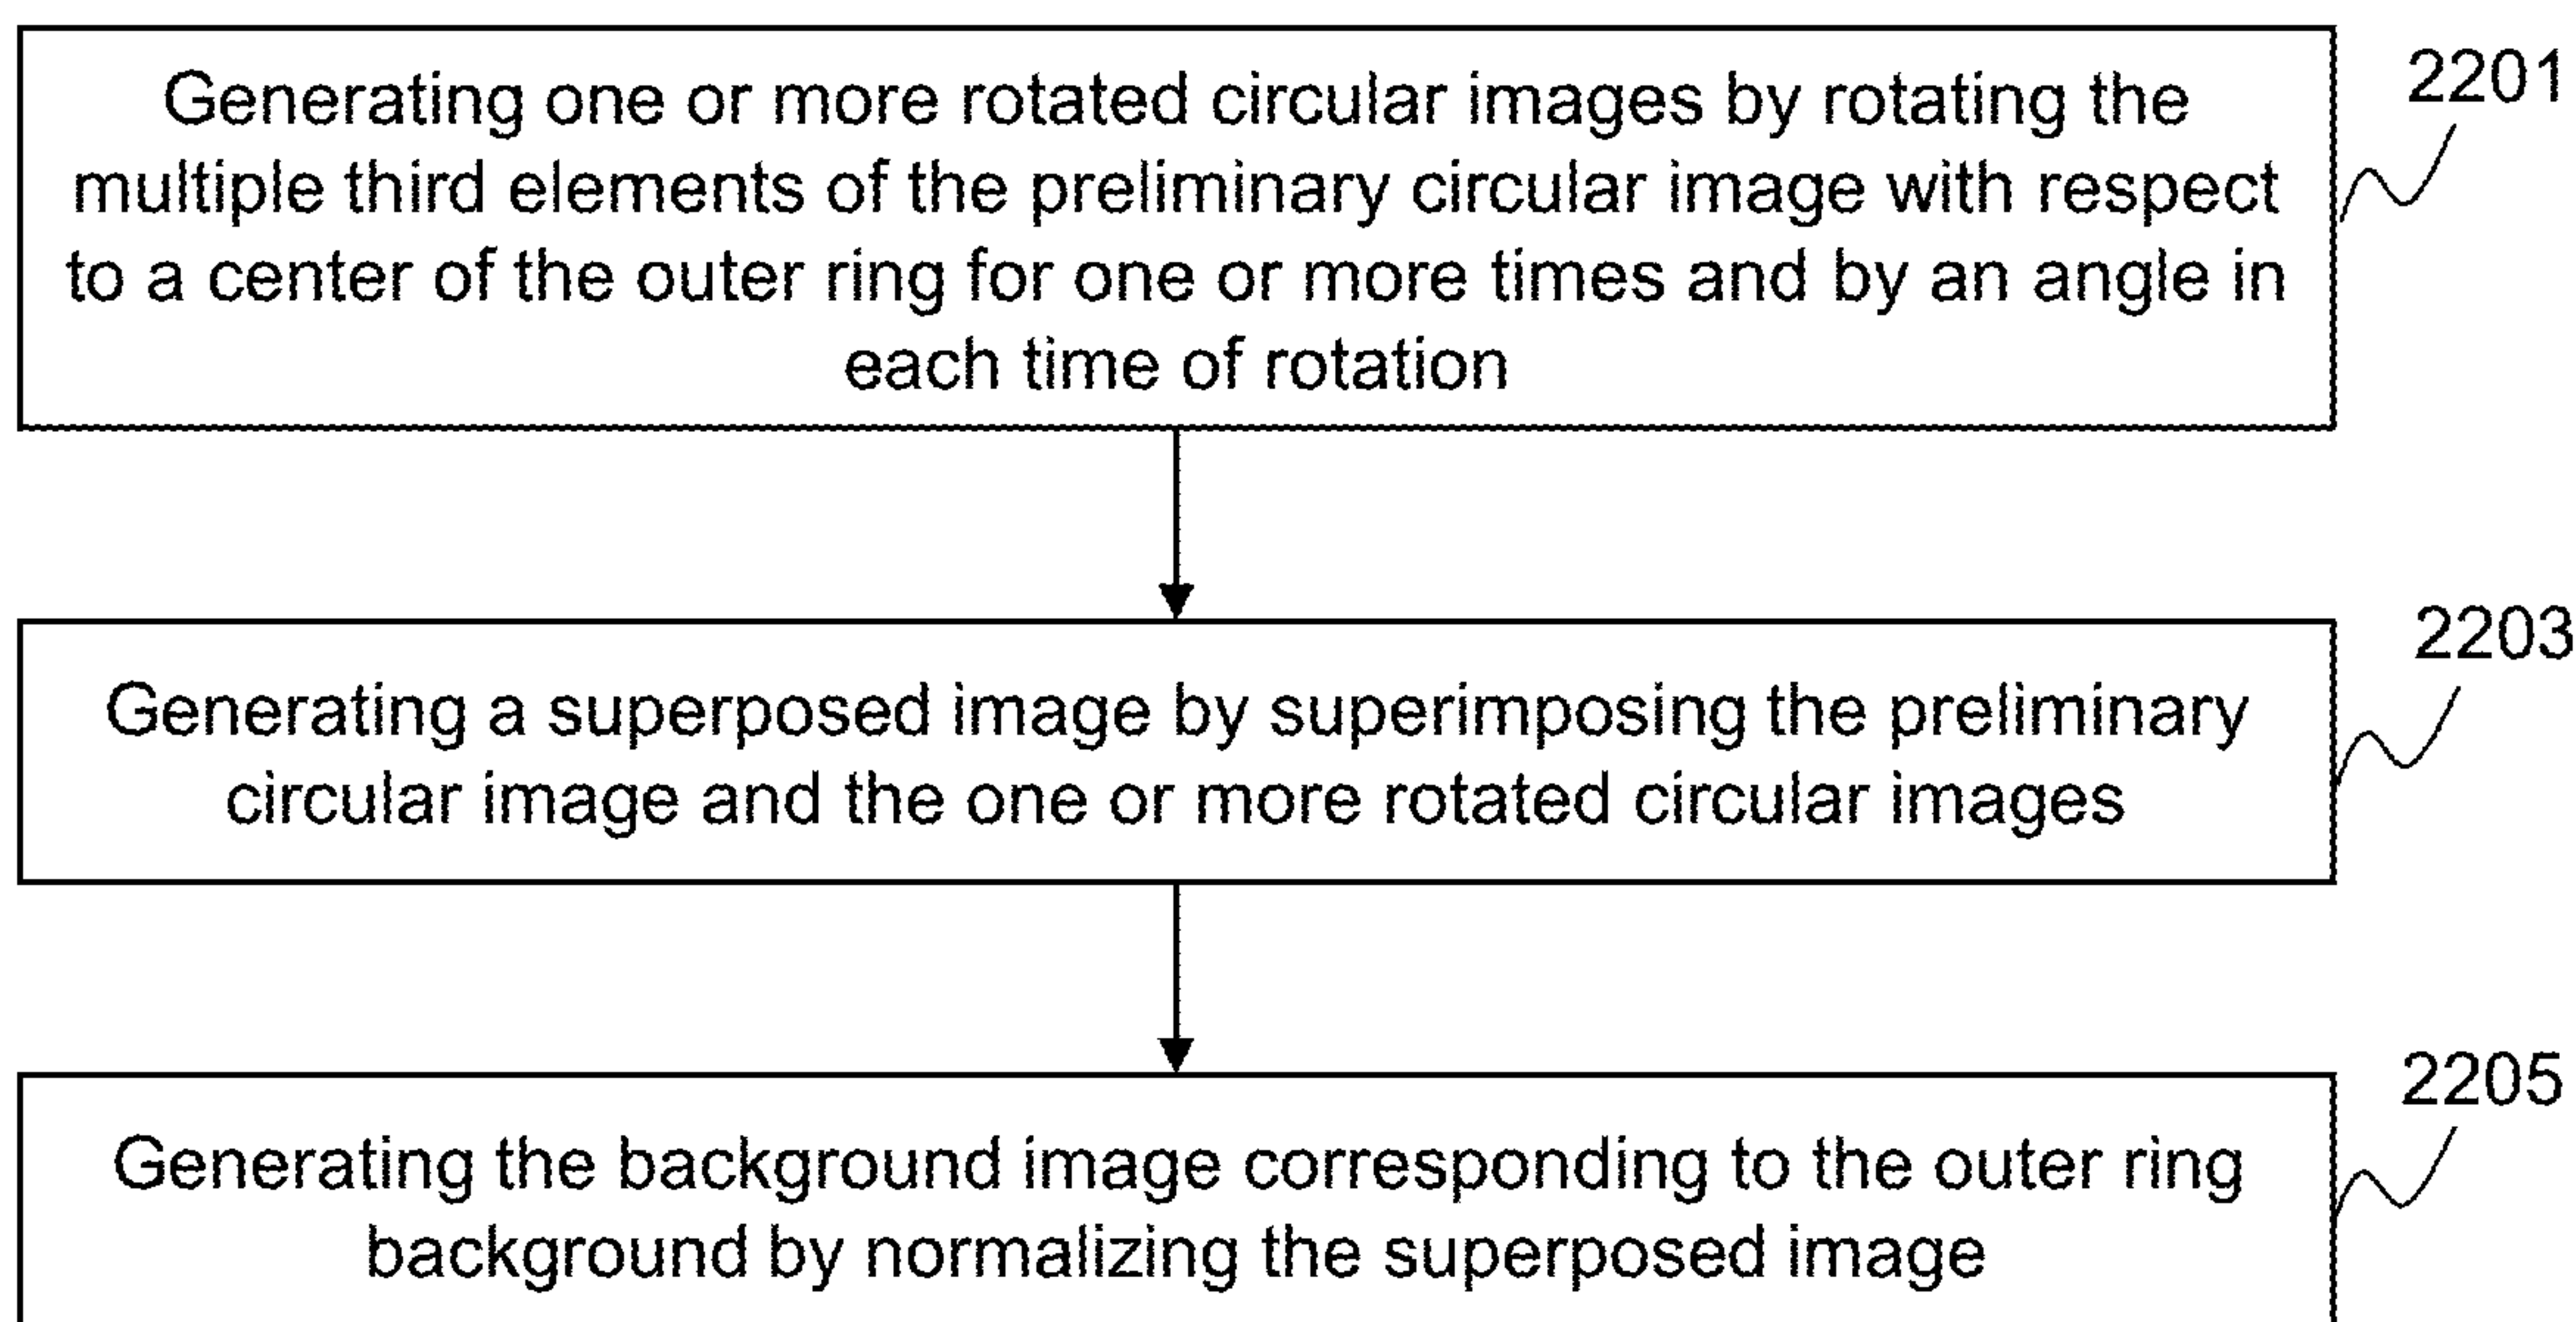 Generating one or more rotated circular images by rotating the
multiple third elements of the preliminary circular image with respect
to a center of the outer ring for one or more times and by an angle in
each time of rotation
2201
Generating a superposed image by superimposing the preliminary
circular image and the one or more rotated circular images
2203
Generating the background image corresponding to the outer ring
background by normalizing the superposed image
2205